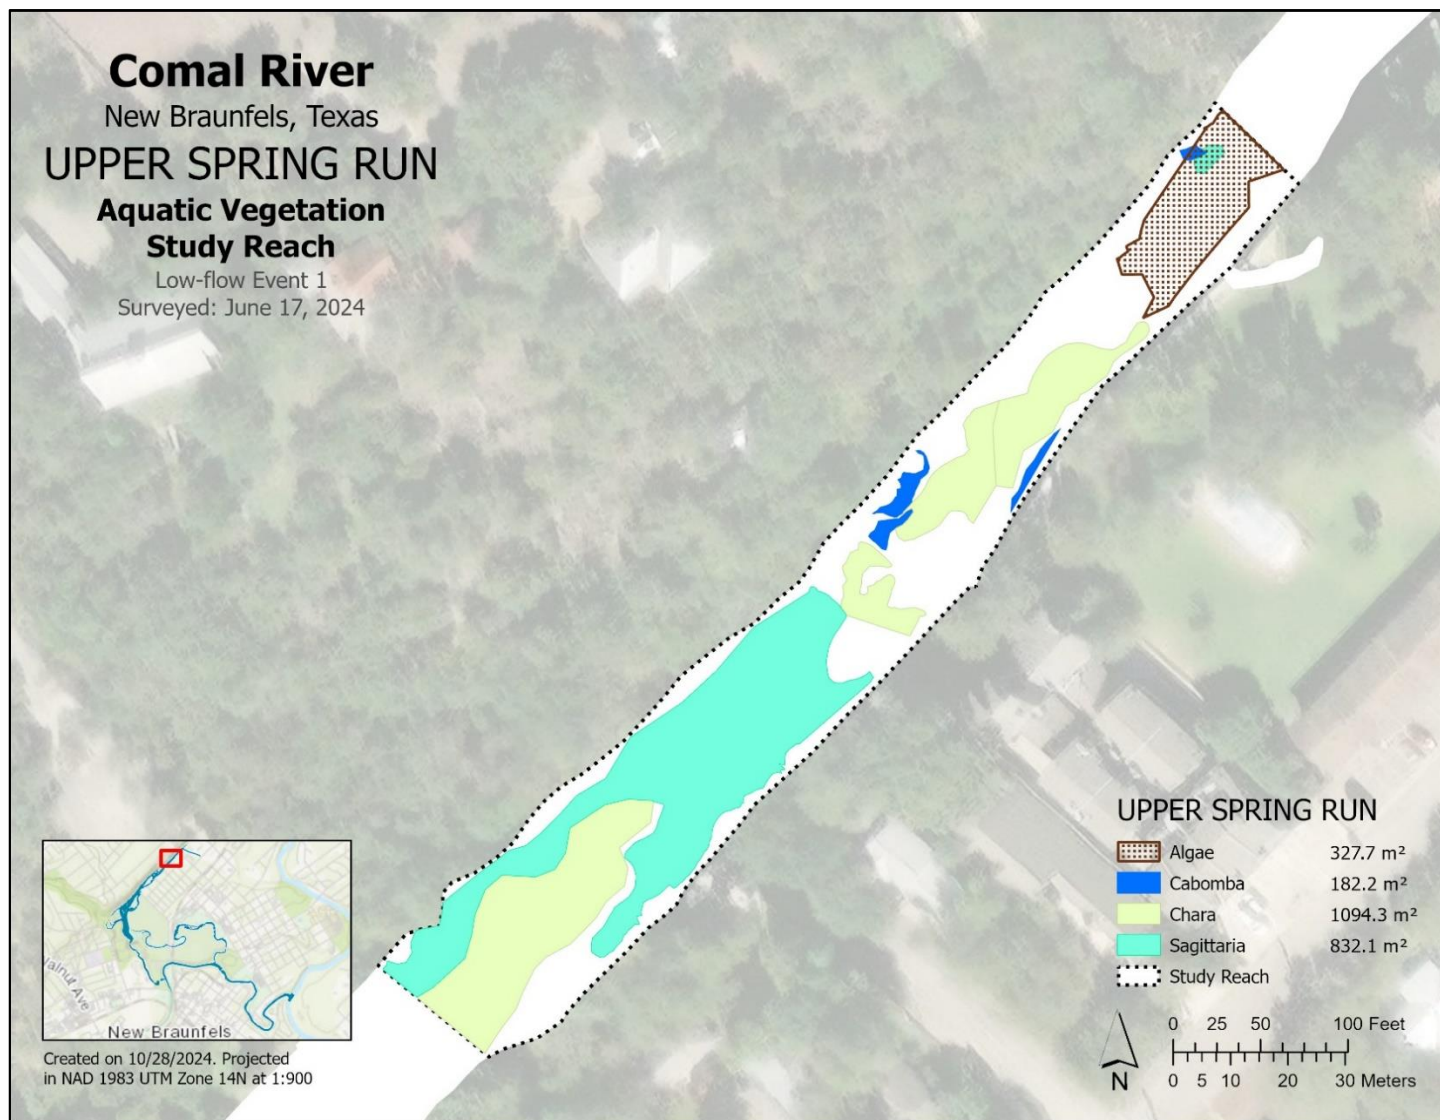 Comal River
New Braunfels, Texas
UPPER SPRING RUN
Aquatic Vegetation
Study Reach
Low-flow Event 1
Surveyed: June 17, 2024
UPPER SPRING RUN
Algae 327.7 m²
Cabomba 182.2 m²
Chara 1094.3 m²
Sagittaria 832.1 m²
Study Reach
0 25 50 100 Feet
0 5 10 20 30 Meters
N
alnut Ave
New Braunfels
Created on 10/28/2024. Projected
in NAD 1983 UTM Zone 14N at 1:900